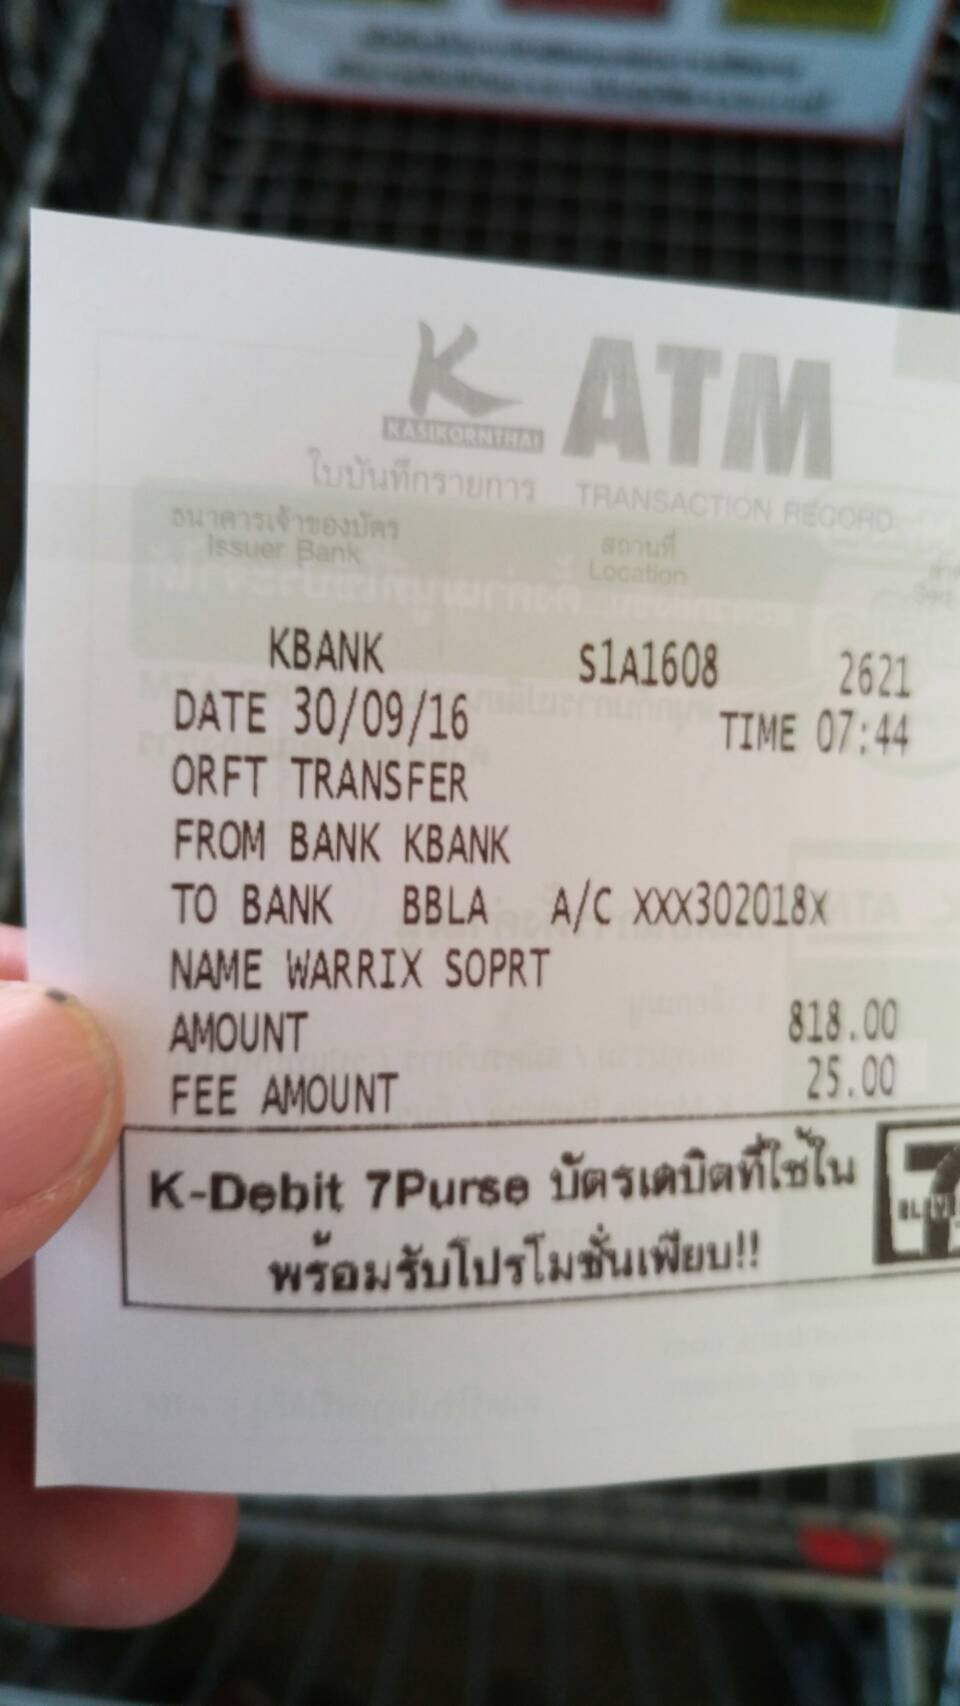 K ATM
KASIKORNTHAI
ใบบันทึกรายการ TRANSACTION RECORD
ธนาคารเจ้าของบัตร สถานที่
Issuer Bank Location
KBANK S1A1608 2621
DATE 30/09/16 TIME 07:44
ORFT TRANSFER
FROM BANK KBANK
TO BANK BBLA A/C XXX302018X
NAME WARRIX SOPRT
AMOUNT 818.00
FEE AMOUNT 25.00
K-Debit 7Purse บัตรเดบิตที่ใช้ใน 7
พร้อมรับโปรโมชั่นเพียบ!!